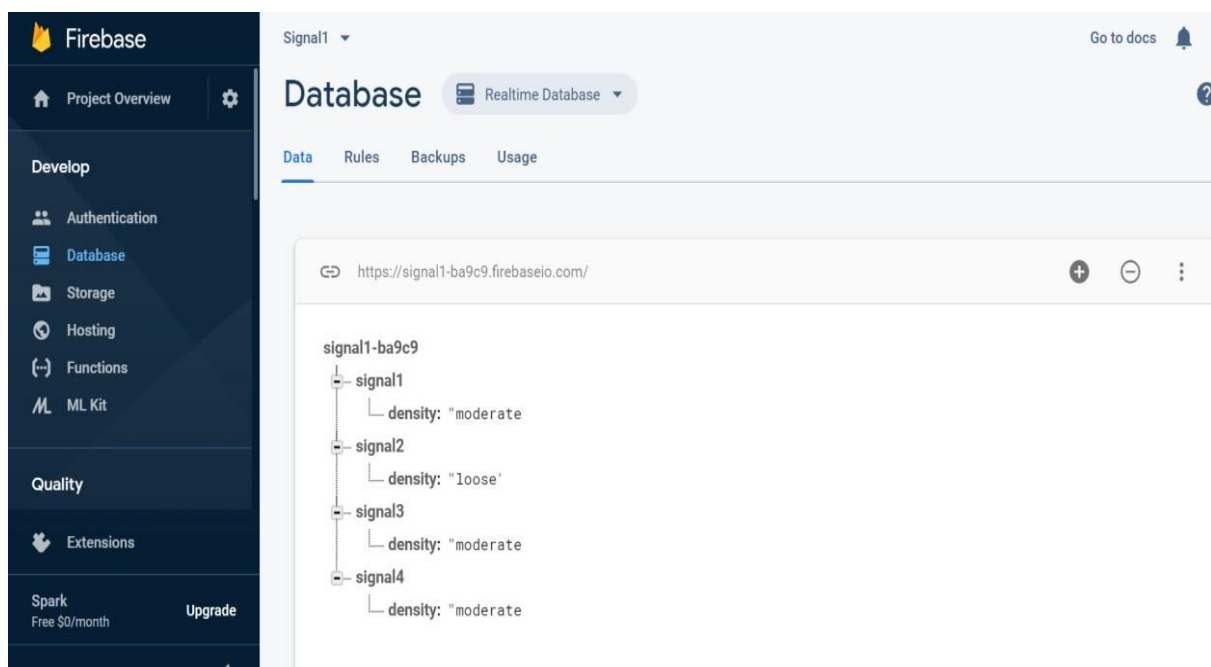 Firebase
Project Overview
Develop
Authentication
Database
Storage
Hosting
Functions
ML Kit
Quality
Extensions
Spark
Free $0/month
Upgrade
Signal1
Go to docs
Database
Realtime Database
Data Rules Backups Usage
https://signal1-ba9c9.firebaseio.com/
signal1-ba9c9
signal1
density: "moderate
signal2
density: "loose'
signal3
density: "moderate
signal4
density: "moderate